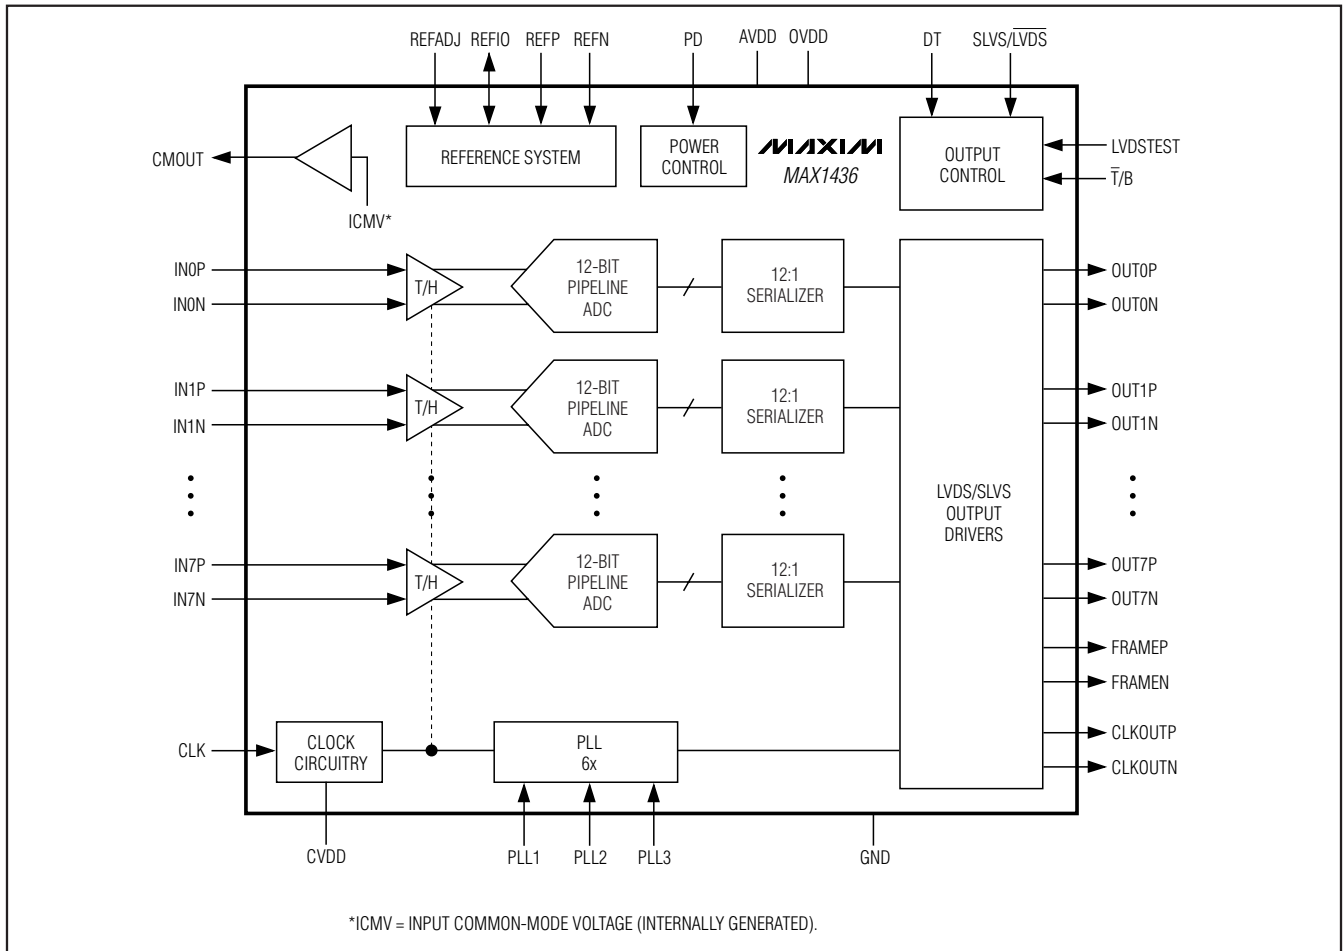 REFADJ REFIO REFP REFN PD AVDD OVDD DT SLVS/L̅V̅D̅S̅
CMOUT
ICMV*
REFERENCE SYSTEM
POWER
CONTROL
MAXIM
MAX1436
OUTPUT
CONTROL
LVDSTEST
T̅/B
IN0P
IN0N
T/H
12-BIT
PIPELINE
ADC
12:1
SERIALIZER
OUT0P
OUT0N
IN1P
IN1N
T/H
12-BIT
PIPELINE
ADC
12:1
SERIALIZER
OUT1P
OUT1N
LVDS/SLVS
OUTPUT
DRIVERS
IN7P
IN7N
T/H
12-BIT
PIPELINE
ADC
12:1
SERIALIZER
OUT7P
OUT7N
FRAMEP
FRAMEN
CLK
CLOCK
CIRCUITRY
PLL
6x
CLKOUTP
CLKOUTN
CVDD PLL1 PLL2 PLL3 GND
*ICMV = INPUT COMMON-MODE VOLTAGE (INTERNALLY GENERATED).